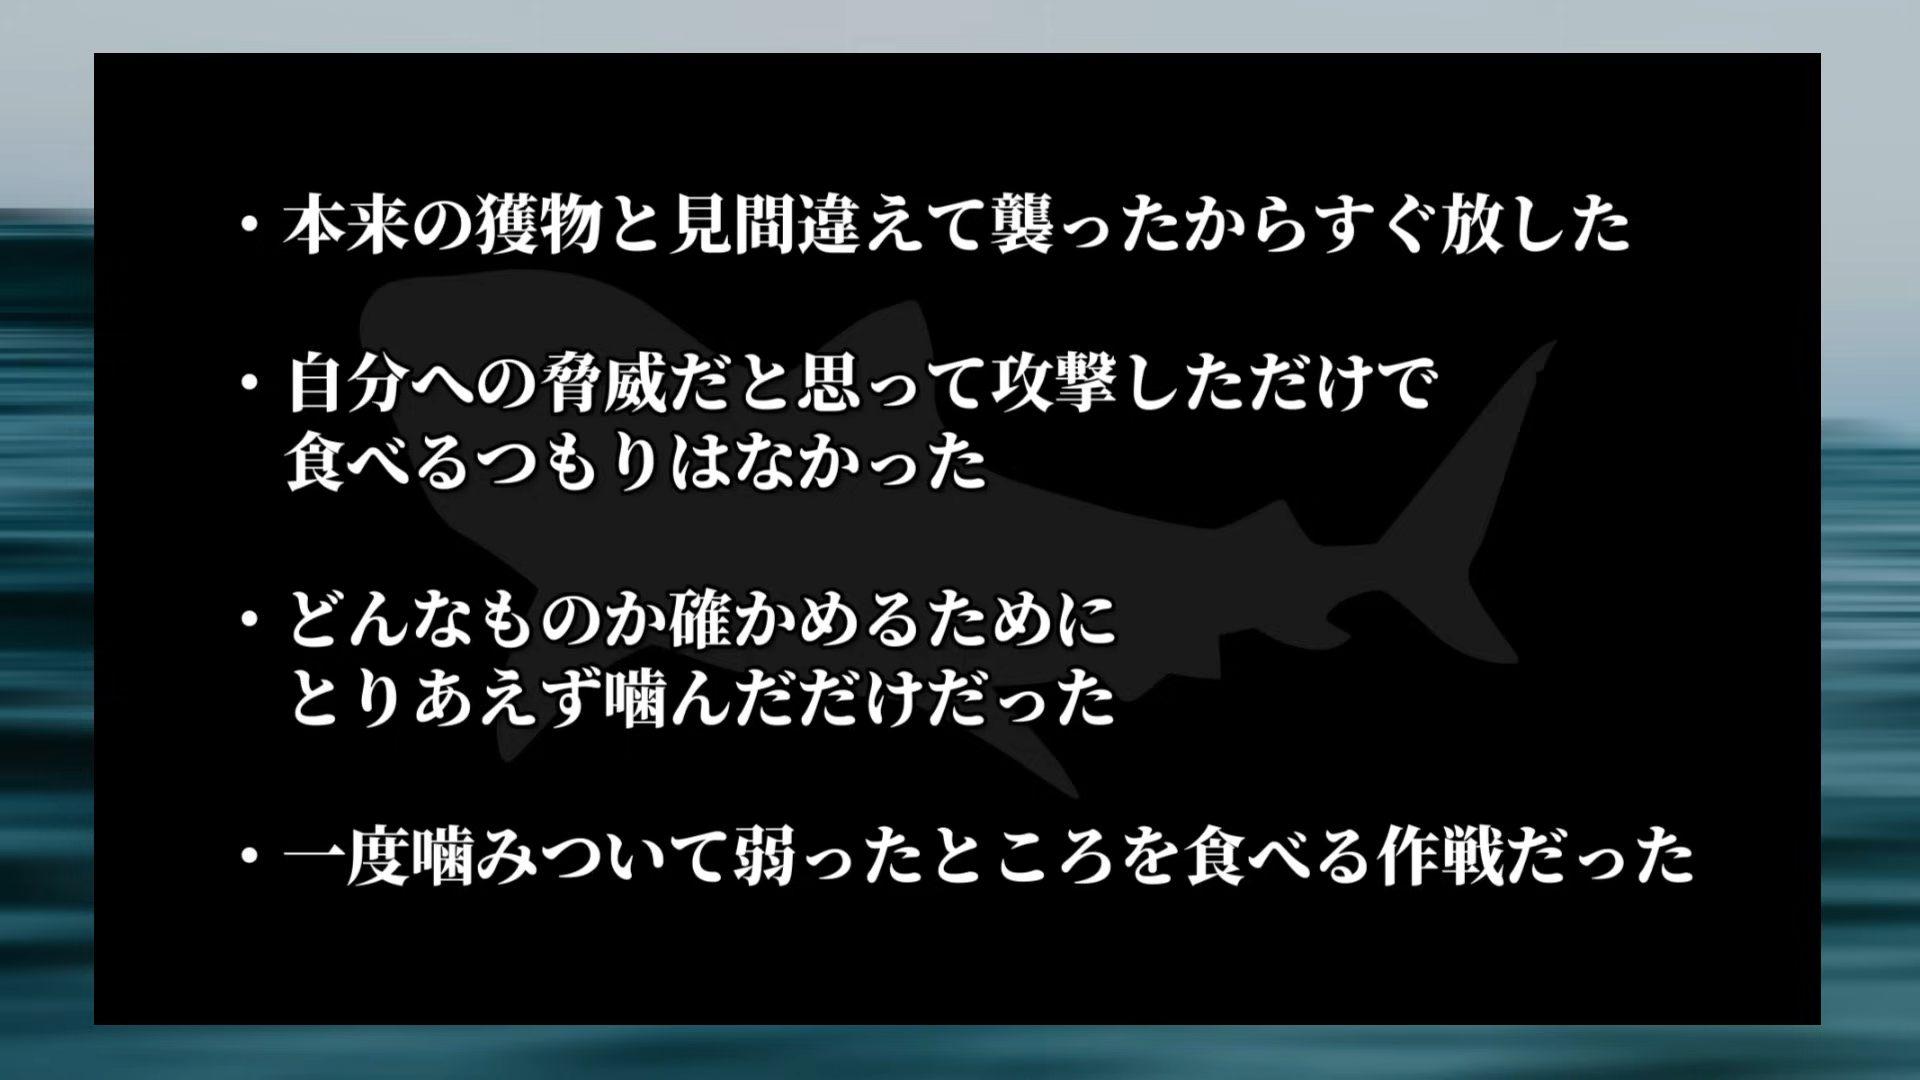 ・本来の獲物と見間違えて襲ったからすぐ放した
・自分への脅威だと思って攻撃しただけで
食べるつもりはなかった
・どんなものか確かめるために
とりあえず噛んだだけだった
・一度噛みついて弱ったところを食べる作戦だった